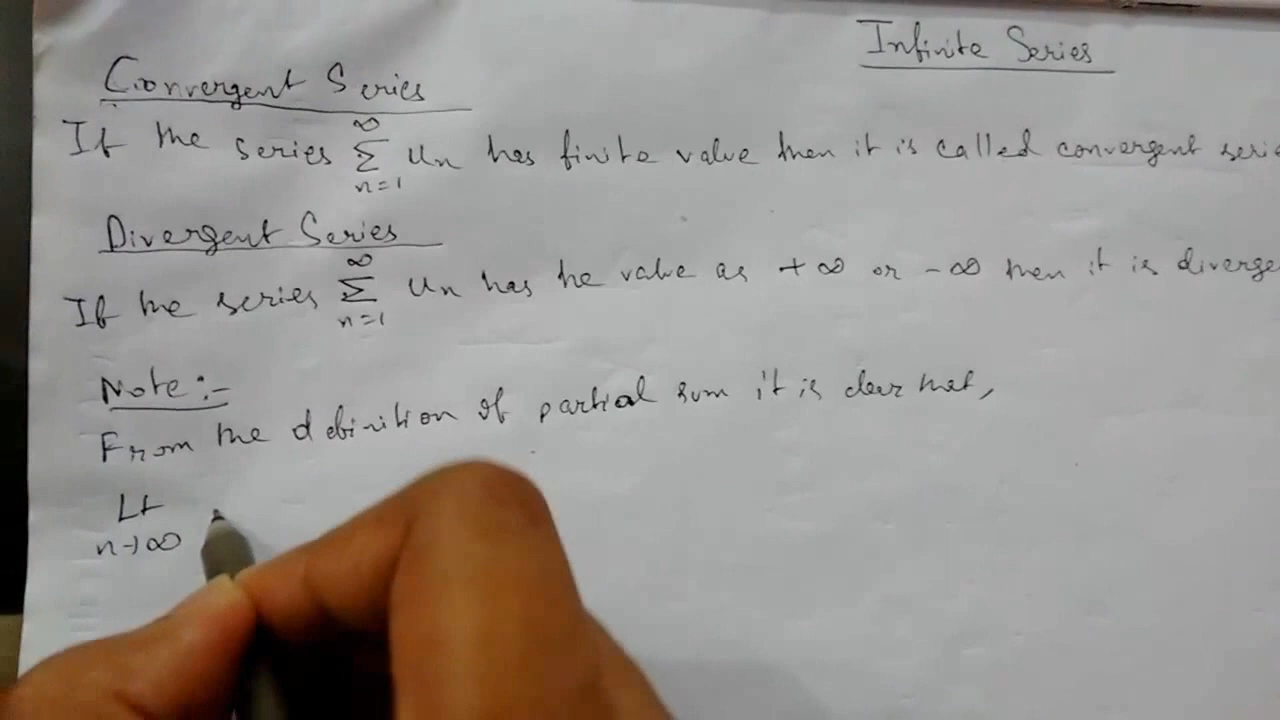 Infinite Series
Convergent Series
If the series ∞ Σ n=1 un has finite value then it is called convergent serie
Divergent Series
If the series ∞ Σ n=1 un has he value as +∞ or -∞ then it is diverge
Note:-
From the definition of partial sum it is clear that,
Lt
n→∞